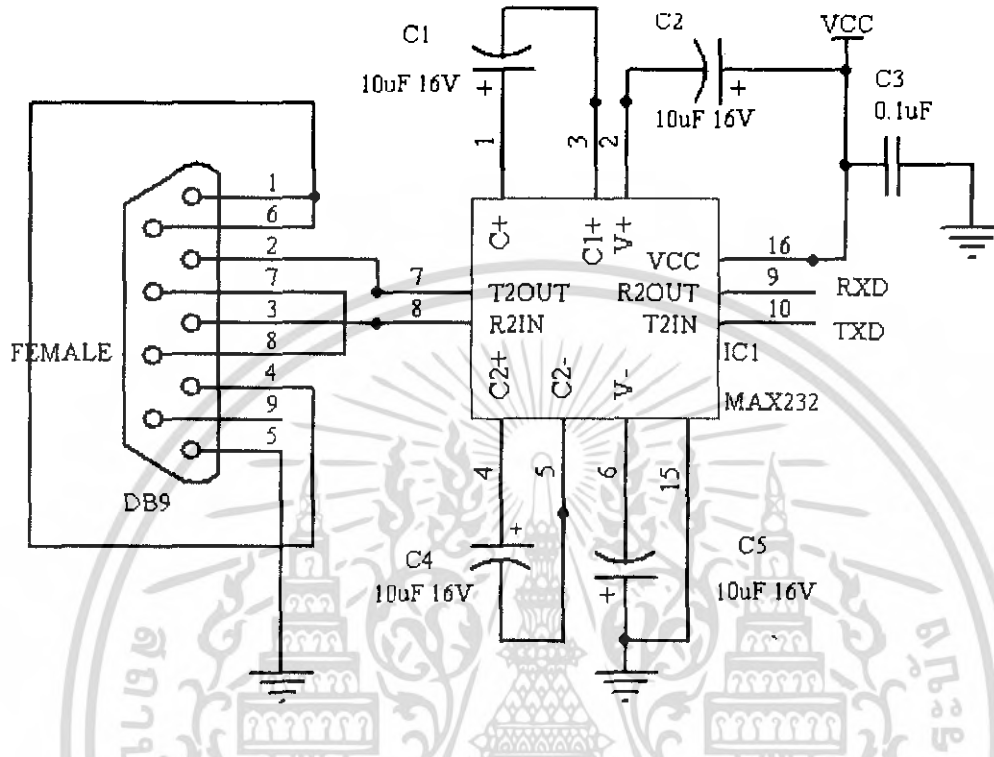 C1
10uF 16V
+
C2
10uF 16V
+
VCC
C3
0.1uF
1
3
2
1
6
2
7
3
8
4
9
5
FEMALE
DB9
7
8
C+
C1+
V+
VCC
T2OUT
R2OUT
R2IN
T2IN
C2+
C2-
V-
16
9
RXD
10
TXD
IC1
MAX232
4
5
6
15
C4
10uF 16V
+
C5
10uF 16V
+